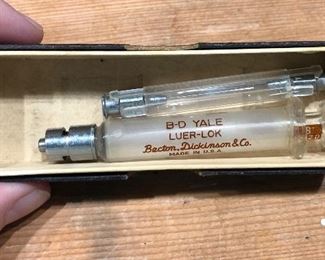 B-D YALE
LUER-LOK
Becton, Dickinson & Co.
MADE IN U.S.A